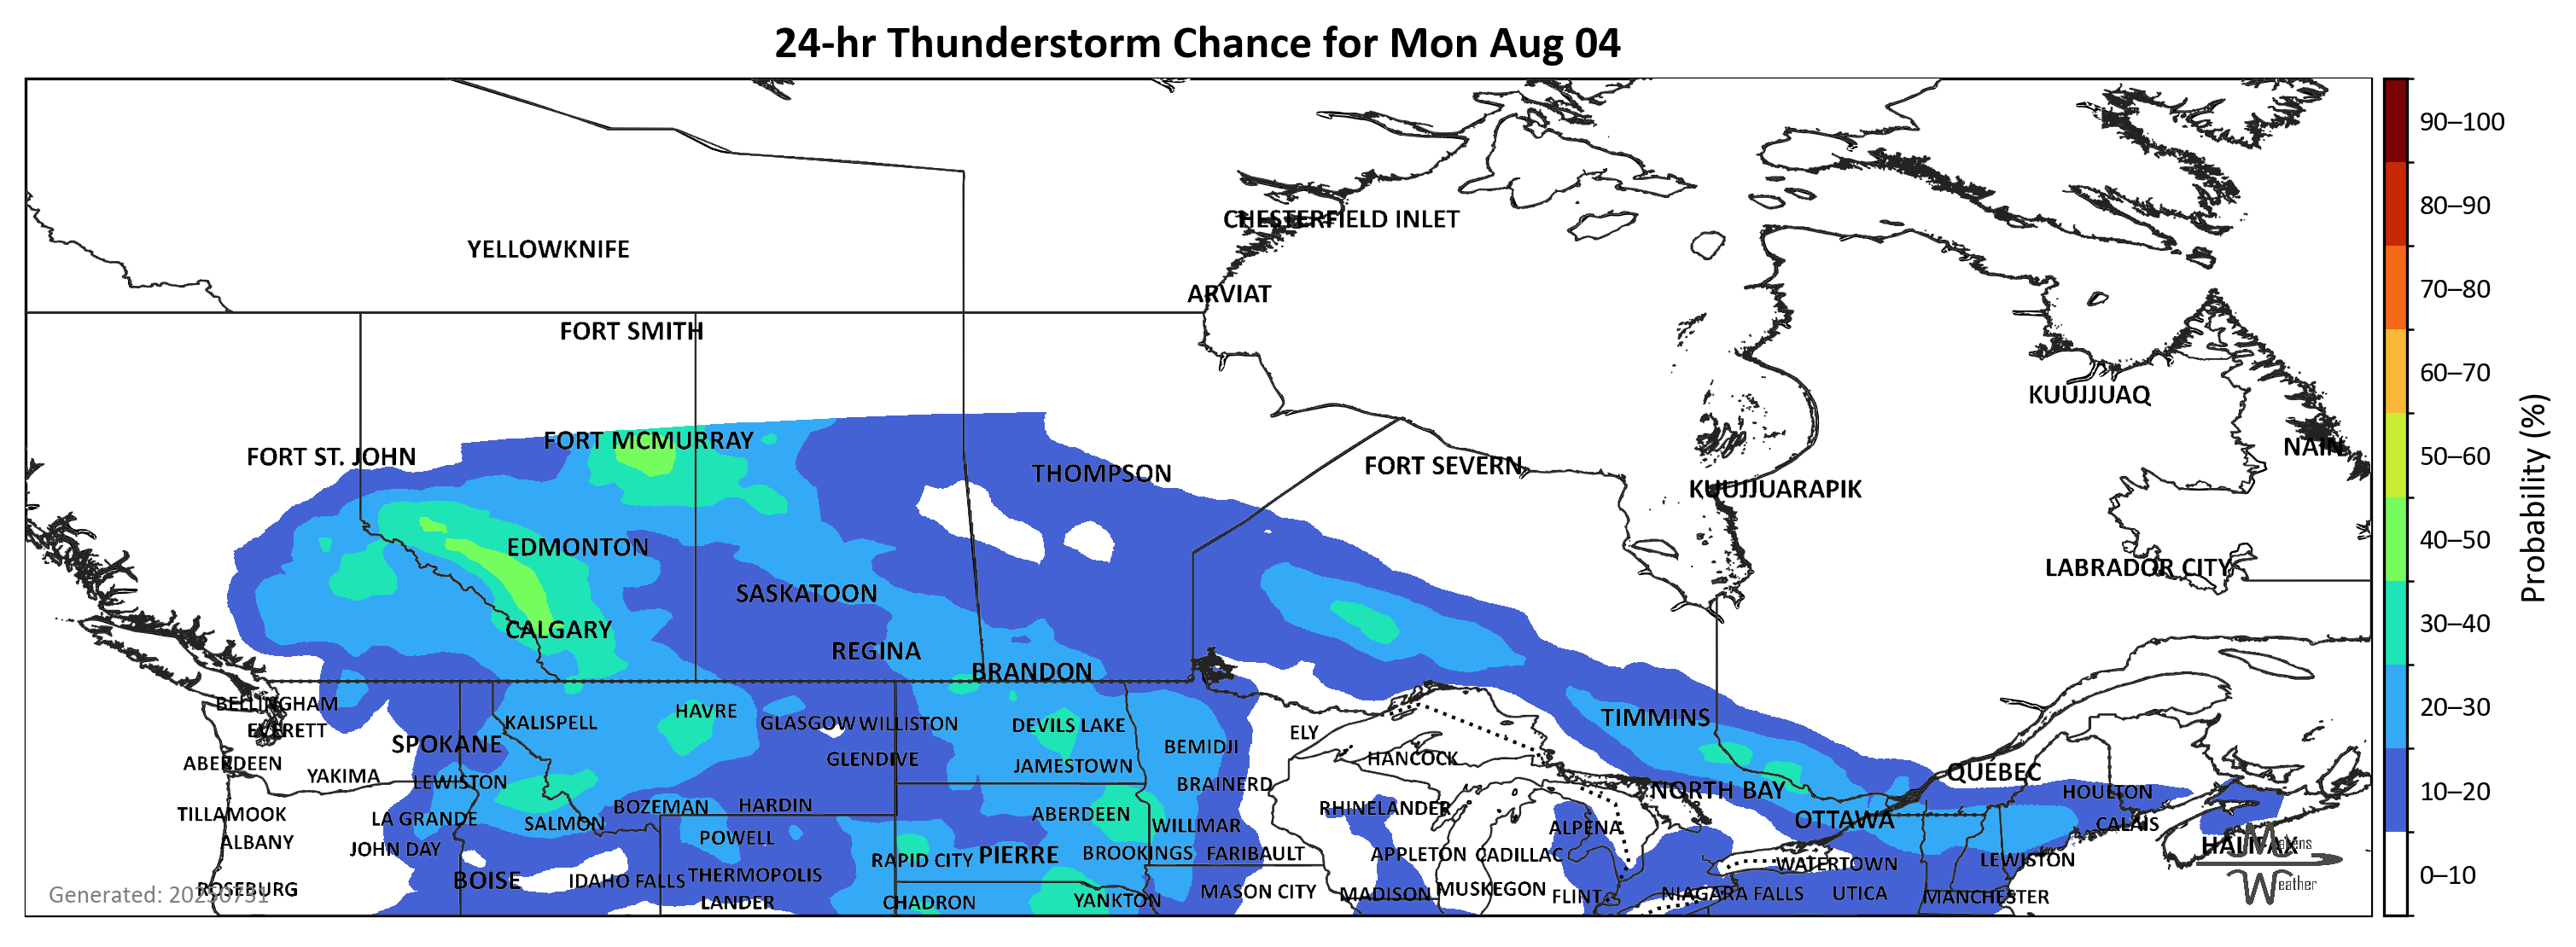 24-hr Thunderstorm Chance for Mon Aug 04
90–100
80–90
CHESTERFIELD INLET
YELLOWKNIFE
70–80
ARVIAT
FORT SMITH
60–70
KUUJJUAQ
50–60
FORT MCMURRAY
NAIN
FORT ST. JOHN
FORT SEVERN
THOMPSON
KUUJJUARAPIK
Probability (%)
40–50
EDMONTON
LABRADOR CITY
SASKATOON
30–40
CALGARY
REGINA
BRANDON
BELLINGHAM
20–30
HAVRE
TIMMINS
KALISPELL
GLASGOW WILLISTON
DEVILS LAKE
EVERETT
ELY
SPOKANE
BEMIDJI
GLENDIVE
HANCOCK
ABERDEEN
JAMESTOWN
QUÉBEC
YAKIMA
LEWISTON
BRAINERD
NORTH BAY
HOULTON
10–20
BOZEMAN
HARDIN
RHINELANDER
TILLAMOOK
ABERDEEN
LA GRANDE
SALMON
WILLMAR
ALPENA
OTTAWA
CALAIS
ALBANY
POWELL
HALIFAX
JOHN DAY
RAPID CITY
PIERRE
BROOKINGS
FARIBAULT
APPLETON
CADILLAC
WATERTOWN
LEWISTON
0–10
BOISE
IDAHO FALLS
THERMOPOLIS
Weather
ROSEBURG
MASON CITY
MADISON
MUSKEGON
FLINT
NIAGARA FALLS
UTICA
MANCHESTER
LANDER
CHADRON
YANKTON